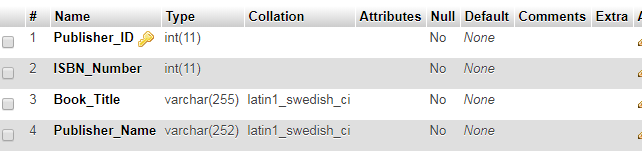 # Name Type Collation Attributes Null Default Comments Extra A
1 Publisher_ID int(11) No None
2 ISBN_Number int(11) No None
3 Book_Title varchar(255) latin1_swedish_ci No None
4 Publisher_Name varchar(252) latin1_swedish_ci No None